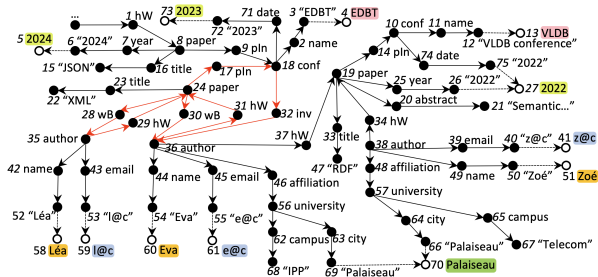 ... 1 hW
73 2023
71 date
3 “EDBT”
4 EDBT
10 conf
11 name
13 VLDB
5 2024
6 “2024”
7 year
8 paper
72 “2023”
2 name
12 “VLDB conference”
9 pIn
14 pIn
74 date
75 “2022”
15 “JSON”
16 title
17 pIn
18 conf
19 paper
25 year
26 “2022”
27 2022
23 title
22 “XML”
24 paper
20 abstract
21 “Semantic...”
28 wB
29 hW
30 wB
31 hW
32 inv
33 title
34 hW
35 author
36 author
37 hW
38 author
39 email
40 “z@c”
41 z@c
47 “RDF”
42 name
43 email
44 name
45 email
46 affiliation
48 affiliation
49 name
50 “Zoé”
51 Zoé
52 “Léa”
53 “l@c”
54 “Eva”
55 “e@c”
56 university
57 university
62 campus
63 city
64 city
65 campus
66 “Palaiseau”
67 “Telecom”
58 Léa
59 l@c
60 Eva
61 e@c
68 “IPP”
69 “Palaiseau”
70 Palaiseau